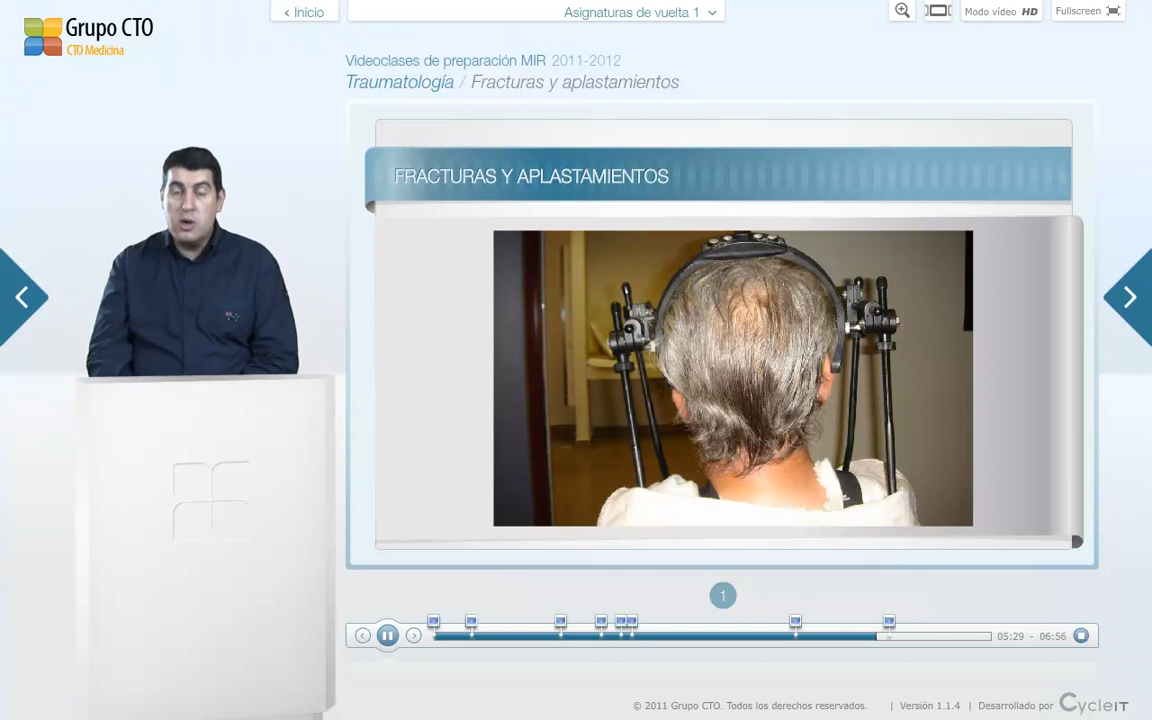 Grupo CTO
CTO Medicina
‹ Inicio
Asignaturas de vuelta 1
Modo vídeo HD
Fullscreen
Videoclases de preparación MIR 2011-2012
Traumatología / Fracturas y aplastamientos
FRACTURAS Y APLASTAMIENTOS
1
05:29 - 06:56
© 2011 Grupo CTO. Todos los derechos reservados. | Versión 1.1.4 | Desarrollado por CycleIT